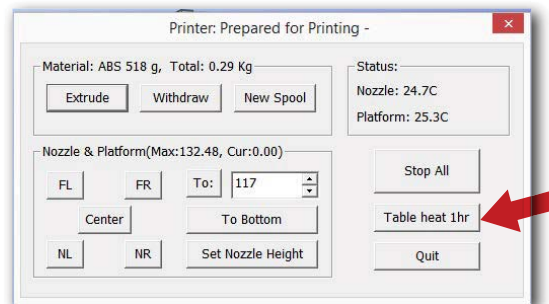 Printer: Prepared for Printing -
Material: ABS 518 g, Total: 0.29 Kg
Extrude
Withdraw
New Spool
Status:
Nozzle: 24.7C
Platform: 25.3C
Nozzle & Platform(Max:132.48, Cur:0.00)
FL
FR
To:
117
Center
To Bottom
NL
NR
Set Nozzle Height
Stop All
Table heat 1hr
Quit